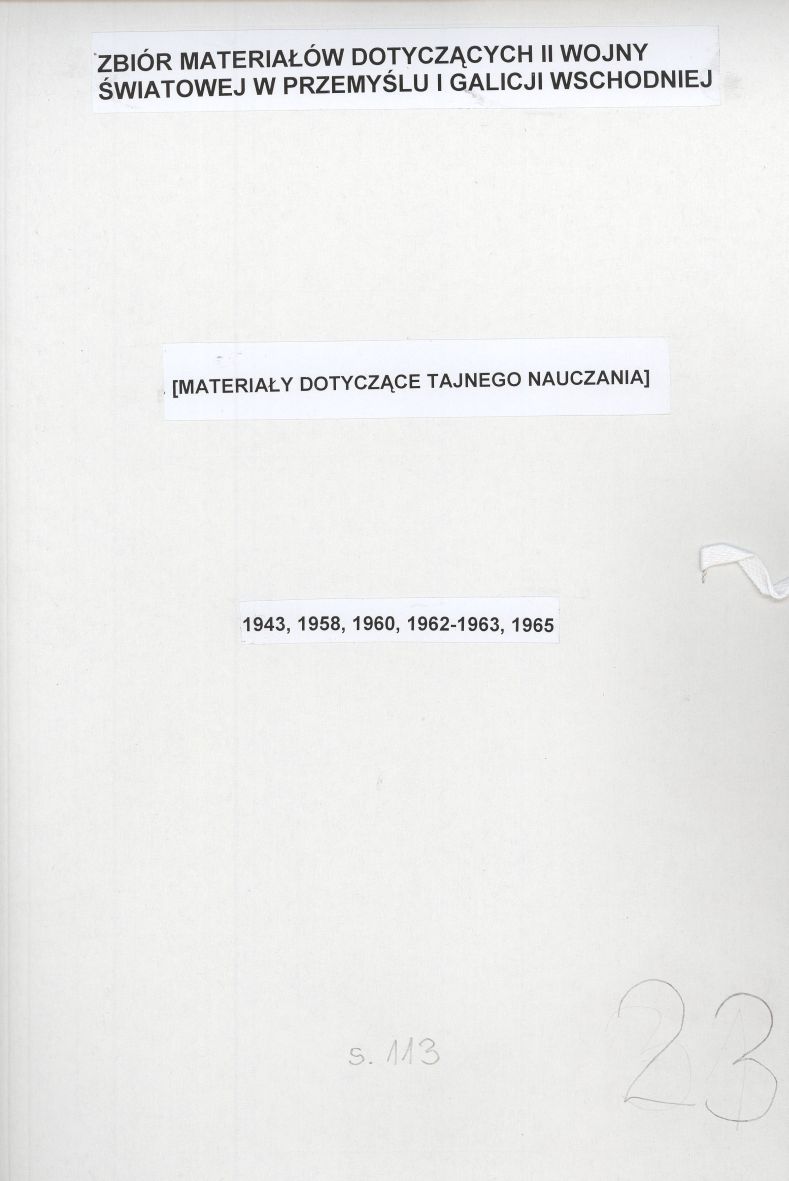 ZBIÓR MATERIAŁÓW DOTYCZĄCYCH II WOJNY
ŚWIATOWEJ W PRZEMYŚLU I GALICJI WSCHODNIEJ
[MATERIAŁY DOTYCZĄCE TAJNEGO NAUCZANIA]
1943, 1958, 1960, 1962-1963, 1965
s. 113
23